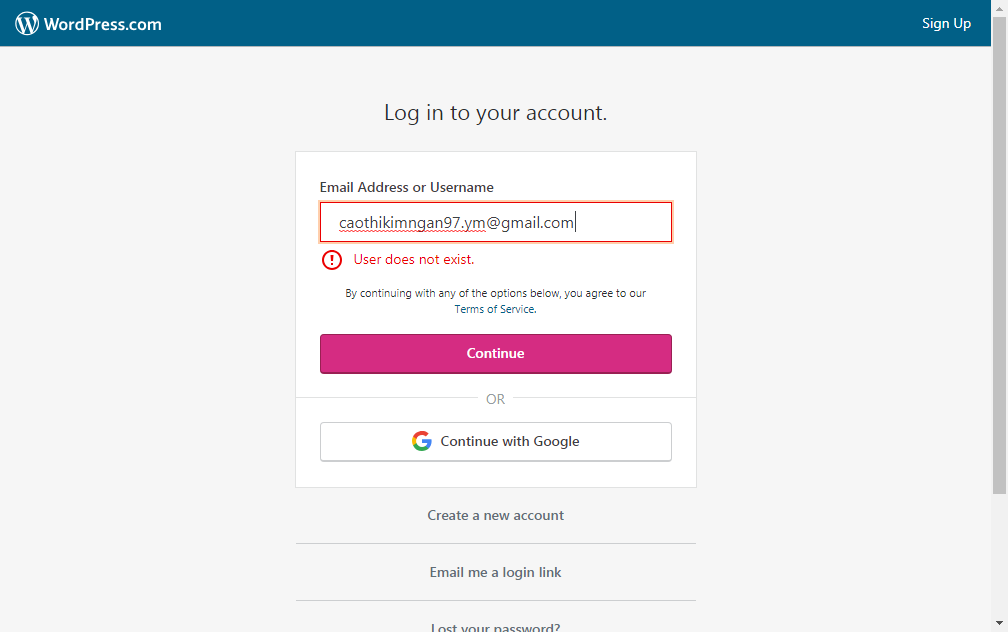 WordPress.com
Sign Up
Log in to your account.
Email Address or Username
caothikimngan97.ym@gmail.com
User does not exist.
By continuing with any of the options below, you agree to our
Terms of Service.
Continue
OR
Continue with Google
Create a new account
Email me a login link
Lost your password?